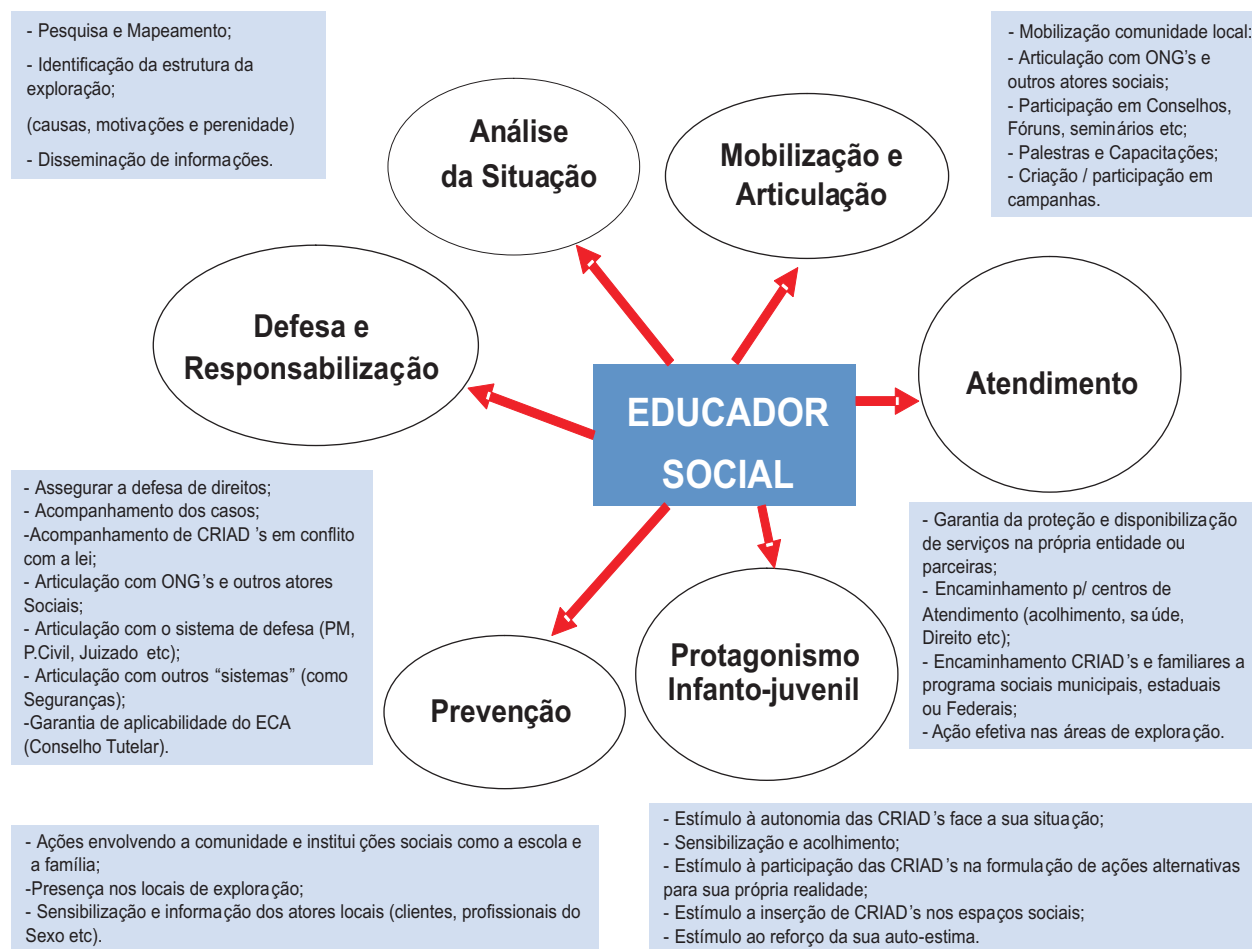 - Pesquisa e Mapeamento;
- Identificação da estrutura da
exploração;
(causas, motivações e perenidade)
- Disseminação de informações.
Análise
da Situação
Mobilização e
Articulação
- Mobilização comunidade local:
- Articulação com ONG's e
outros atores sociais;
- Participação em Conselhos,
Fóruns, seminários etc;
- Palestras e Capacitações;
- Criação / participação em
campanhas.
Defesa e
Responsabilização
EDUCADOR
SOCIAL
Atendimento
- Assegurar a defesa de direitos;
- Acompanhamento dos casos;
-Acompanhamento de CRIAD 's em conflito
com a lei;
- Articulação com ONG's e outros atores
Sociais;
- Articulação com o sistema de defesa (PM,
P.Civil, Juizado etc);
- Articulação com outros “sistemas” (como
Seguranças);
-Garantia de aplicabilidade do ECA
(Conselho Tutelar).
Prevenção
Protagonismo
Infanto-juvenil
- Garantia da proteção e disponibilização
de serviços na própria entidade ou
parceiras;
- Encaminhamento p/ centros de
Atendimento (acolhimento, sa úde,
Direito etc);
- Encaminhamento CRIAD's e familiares a
programa sociais municipais, estaduais
ou Federais;
- Ação efetiva nas áreas de exploração.
- Ações envolvendo a comunidade e institui ções sociais como a escola e
a família;
-Presença nos locais de exploração;
- Sensibilização e informação dos atores locais (clientes, profissionais do
Sexo etc).
- Estímulo à autonomia das CRIAD's face a sua situação;
- Sensibilização e acolhimento;
- Estímulo à participação das CRIAD's na formulação de ações alternativas
para sua própria realidade;
- Estímulo a inserção de CRIAD's nos espaços sociais;
- Estímulo ao reforço da sua auto-estima.